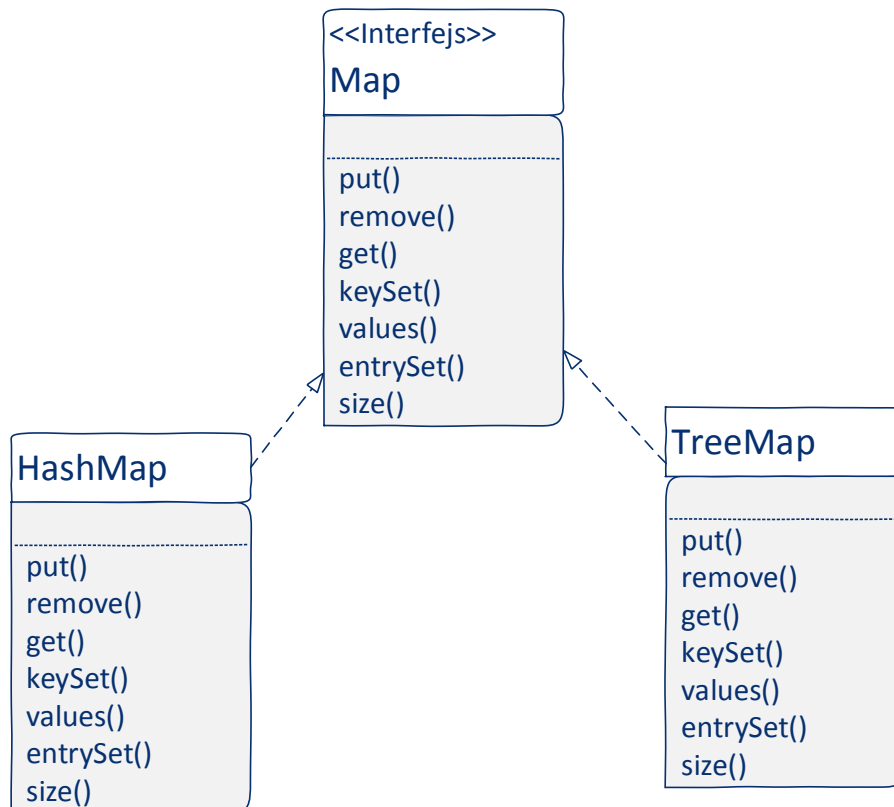 <<Interfejs>>
Map
put()
remove()
get()
keySet()
values()
entrySet()
size()
HashMap
put()
remove()
get()
keySet()
values()
entrySet()
size()
TreeMap
put()
remove()
get()
keySet()
values()
entrySet()
size()